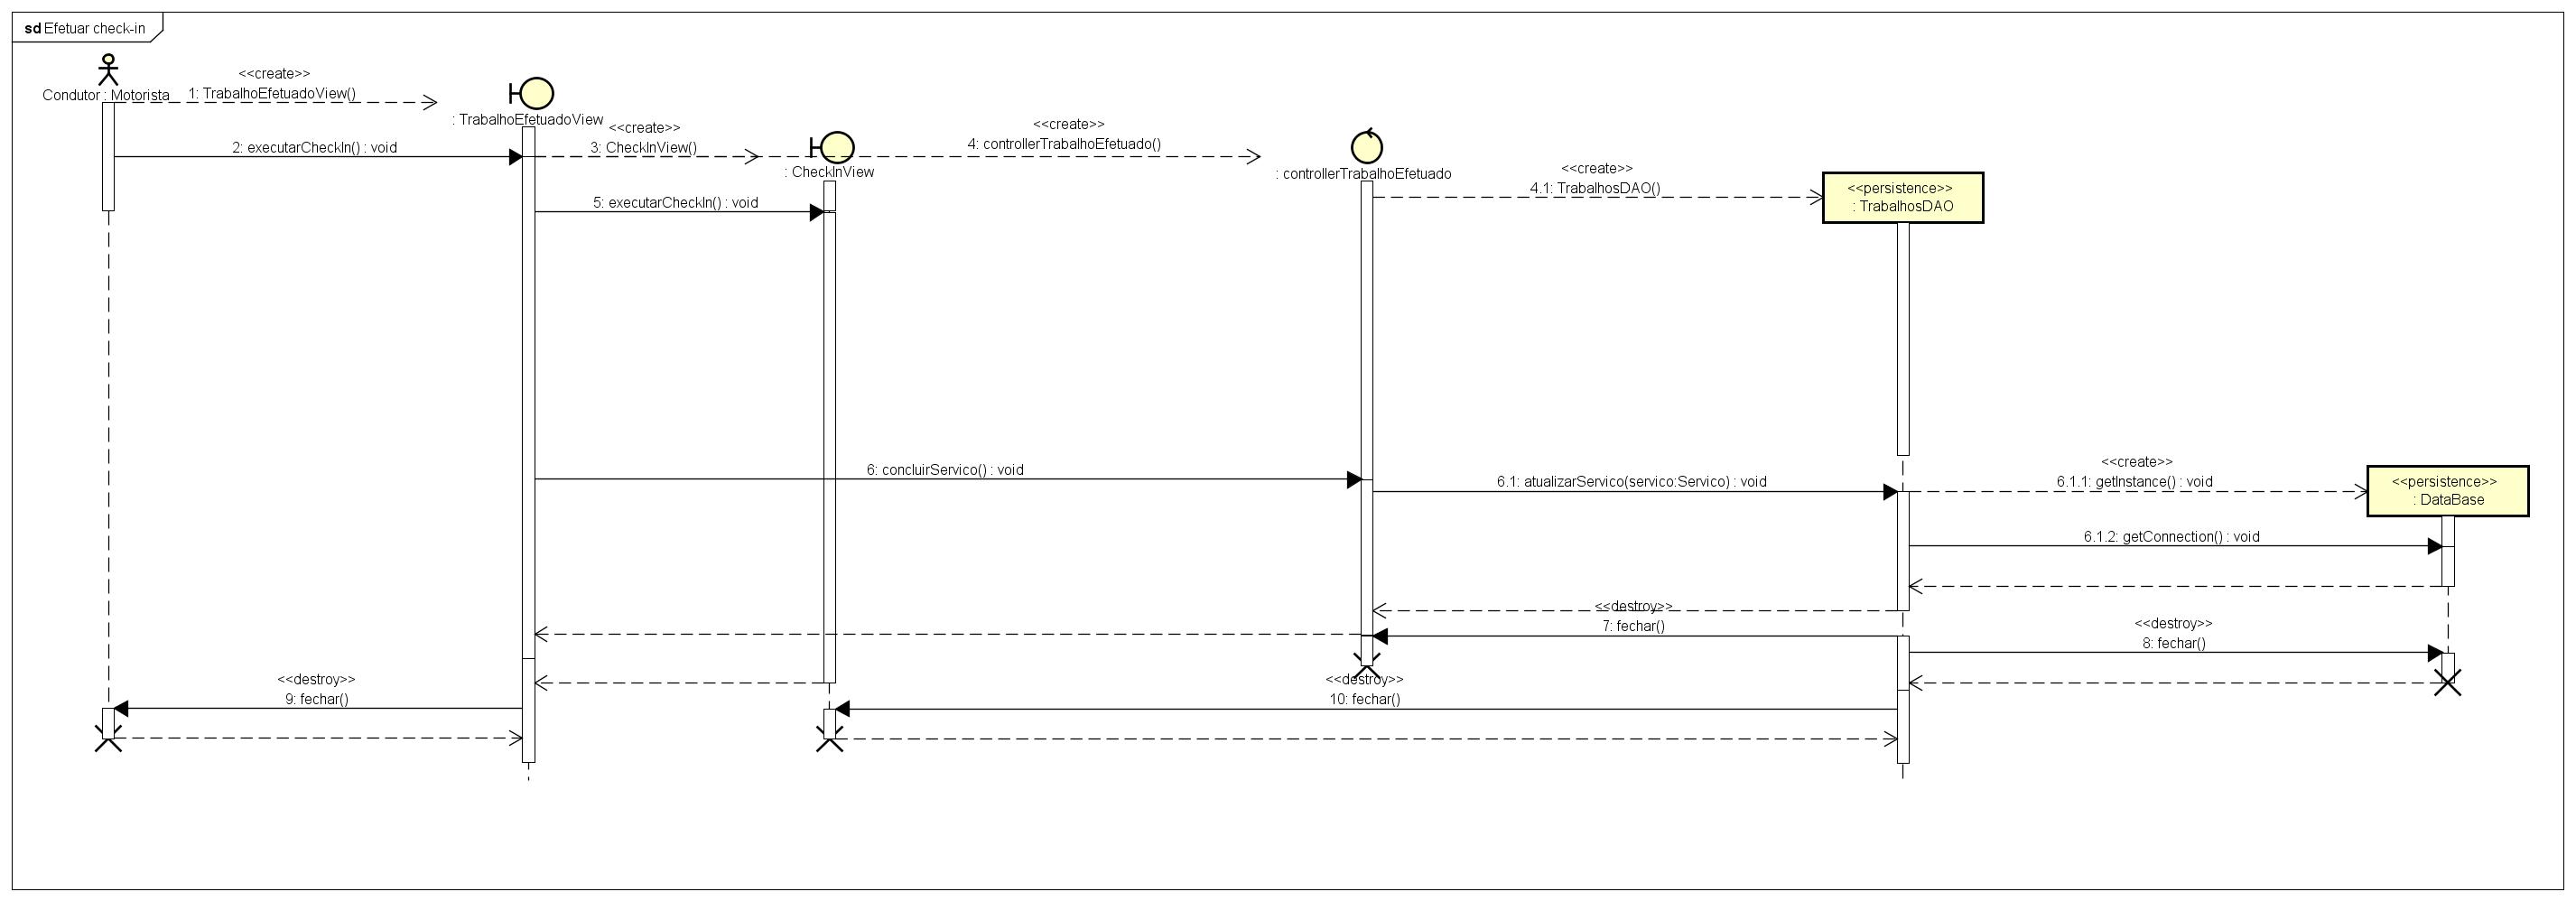 sd Efetuar check-in
Condutor : Motorista
<<create>>
1: TrabalhoEfetuadoView()
: TrabalhoEfetuadoView
2: executarCheckIn() : void
<<create>>
3: CheckInView()
: CheckInView
<<create>>
4: controllerTrabalhoEfetuado()
: controllerTrabalhoEfetuado
<<create>>
4.1: TrabalhosDAO()
<<persistence>>
: TrabalhosDAO
5: executarCheckIn() : void
6: concluirServico() : void
6.1: atualizarServico(servico:Servico) : void
<<create>>
6.1.1: getInstance() : void
<<persistence>>
: DataBase
6.1.2: getConnection() : void
<<destroy>>
7: fechar()
<<destroy>>
8: fechar()
<<destroy>>
9: fechar()
<<destroy>>
10: fechar()